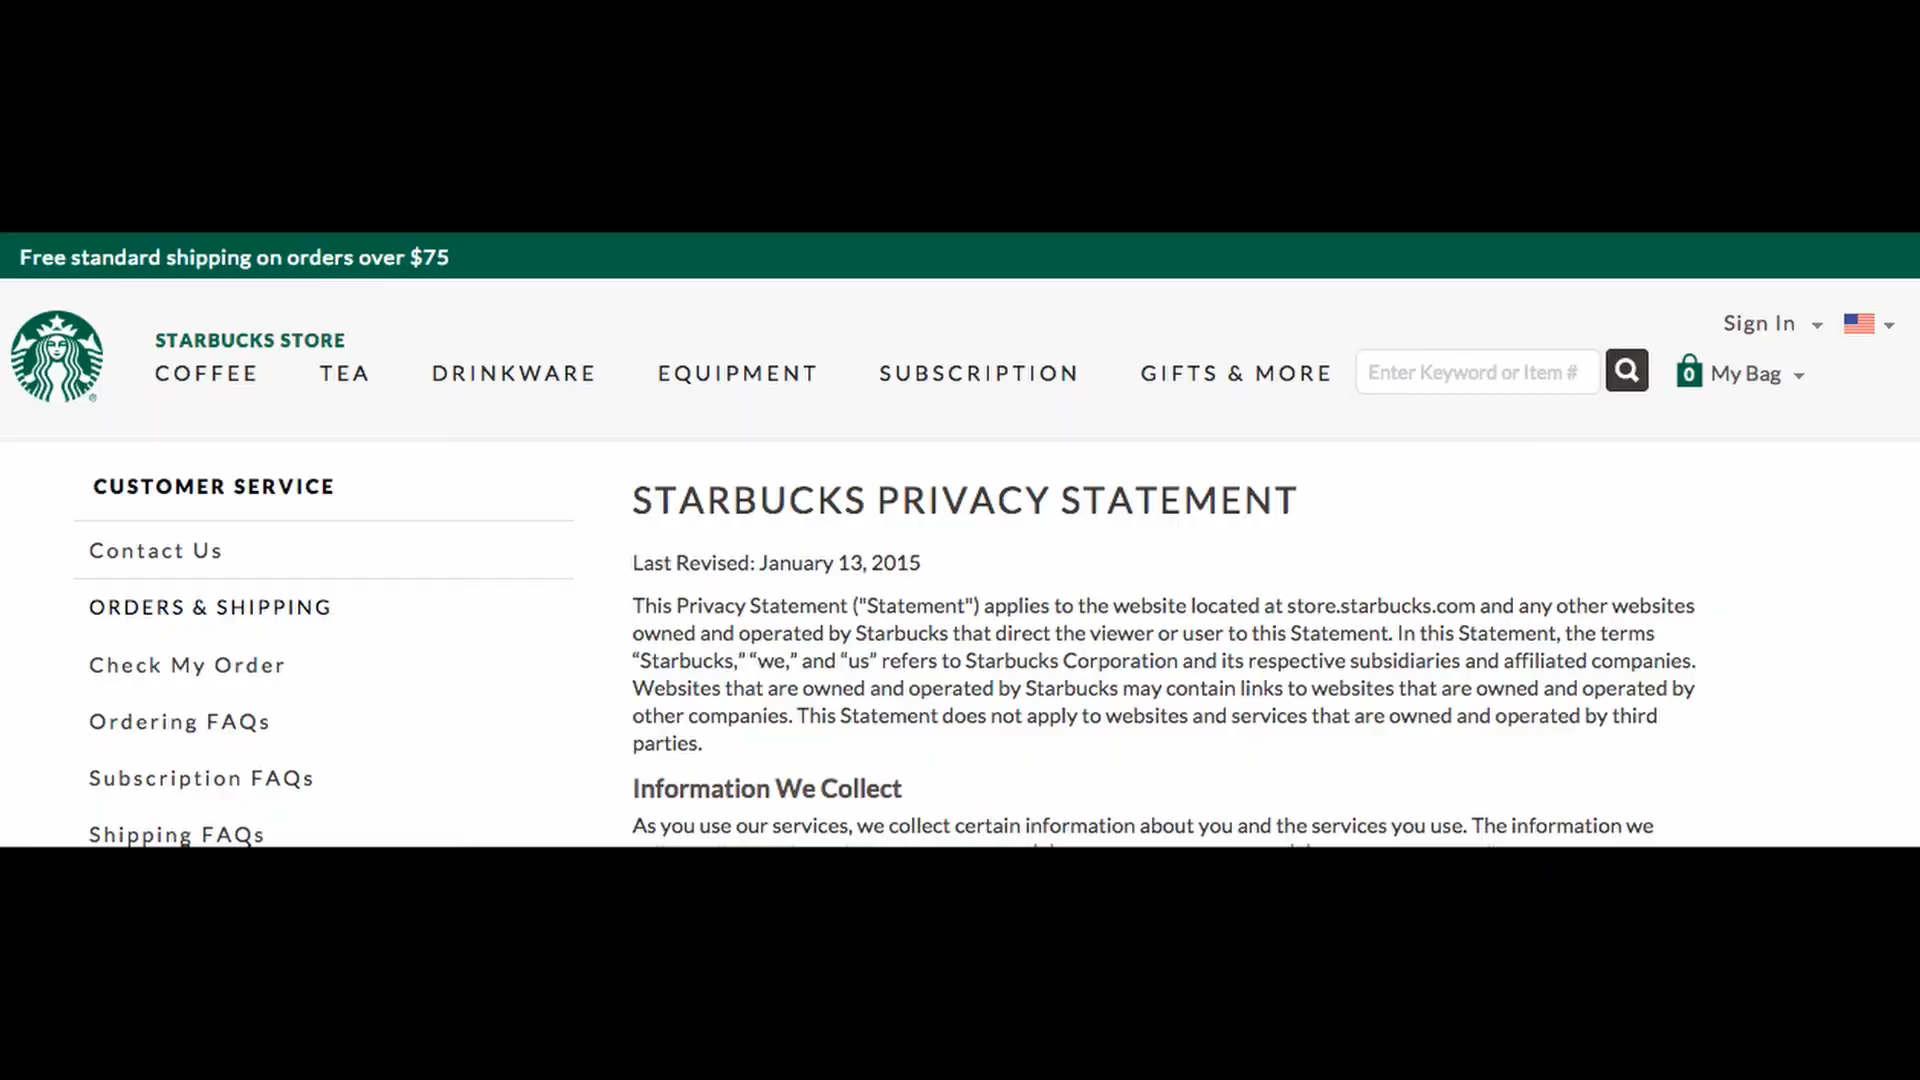 Free standard shipping on orders over $75
Sign In
STARBUCKS STORE
COFFEE TEA DRINKWARE EQUIPMENT SUBSCRIPTION GIFTS & MORE Enter Keyword or Item # 0 My Bag
CUSTOMER SERVICE
Contact Us
ORDERS & SHIPPING
Check My Order
Ordering FAQs
Subscription FAQs
Shipping FAQs
STARBUCKS PRIVACY STATEMENT
Last Revised: January 13, 2015
This Privacy Statement ("Statement") applies to the website located at store.starbucks.com and any other websites
owned and operated by Starbucks that direct the viewer or user to this Statement. In this Statement, the terms
“Starbucks,” “we,” and “us” refers to Starbucks Corporation and its respective subsidiaries and affiliated companies.
Websites that are owned and operated by Starbucks may contain links to websites that are owned and operated by
other companies. This Statement does not apply to websites and services that are owned and operated by third
parties.
Information We Collect
As you use our services, we collect certain information about you and the services you use. The information we